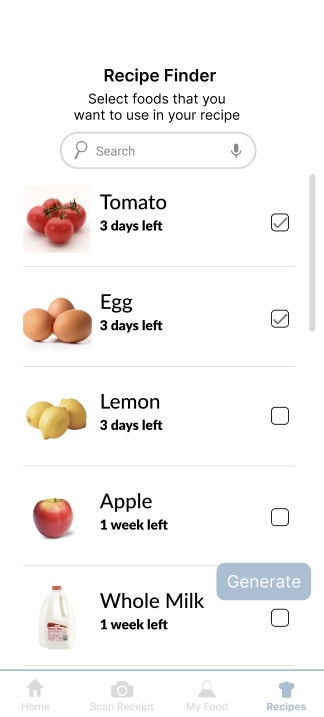 Recipe Finder
Select foods that you
want to use in your recipe
Search
Tomato
3 days left
Egg
3 days left
Lemon
3 days left
Apple
1 week left
Generate
Whole Milk
1 week left
Home
Scan Receipt
My Food
Recipes